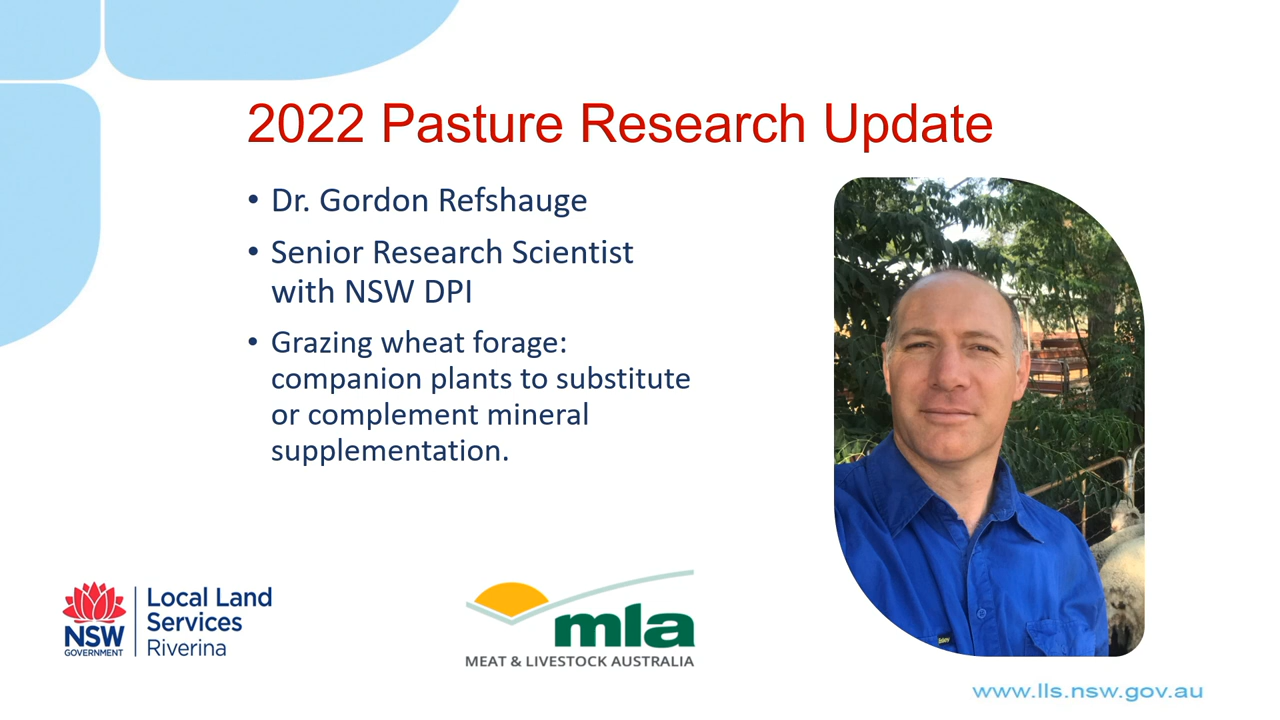 2022 Pasture Research Update
• Dr. Gordon Refshauge
• Senior Research Scientist
with NSW DPI
• Grazing wheat forage:
companion plants to substitute
or complement mineral
supplementation.
NSW
GOVERNMENT
Local Land
Services
Riverina
mla
MEAT & LIVESTOCK AUSTRALIA
www.lls.nsw.gov.au